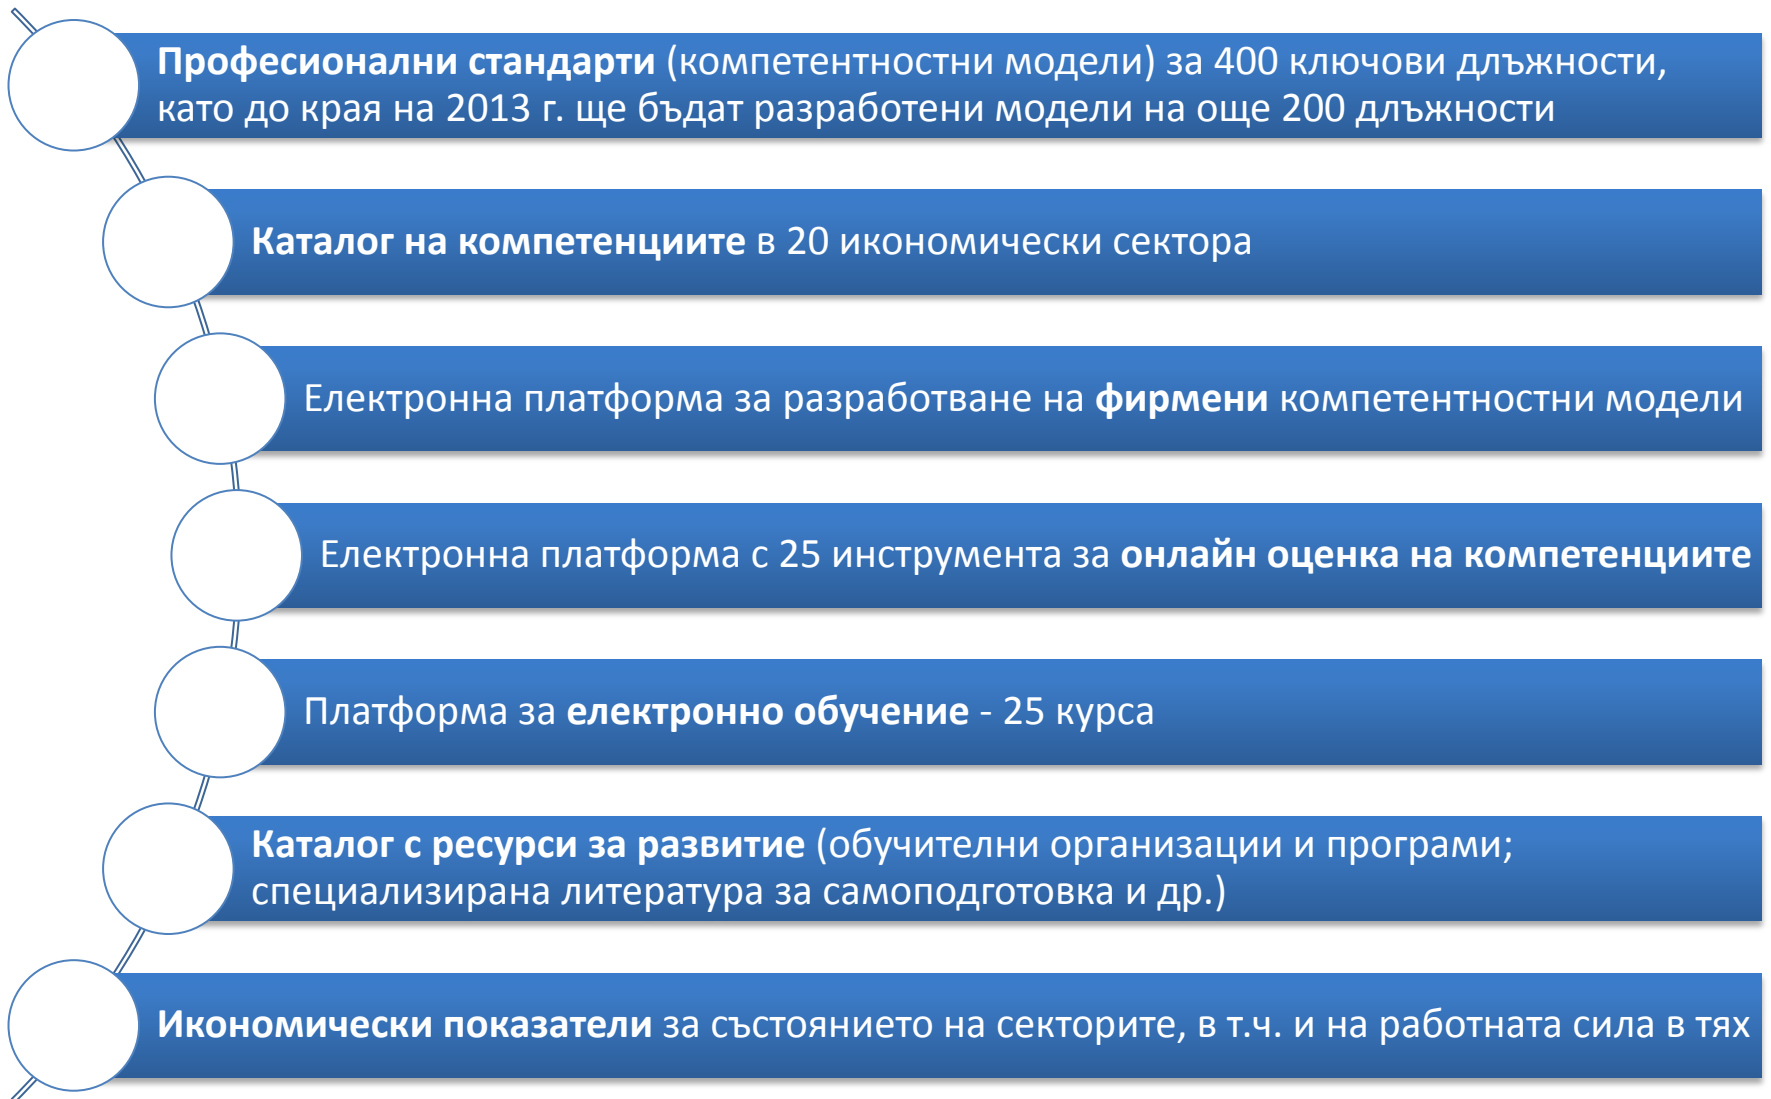 Професионални стандарти (компетентностни модели) за 400 ключови длъжности,
като до края на 2013 г. ще бъдат разработени модели на още 200 длъжности
Каталог на компетенциите в 20 икономически сектора
Електронна платформа за разработване на фирмени компетентностни модели
Електронна платформа с 25 инструмента за онлайн оценка на компетенциите
Платформа за електронно обучение - 25 курса
Каталог с ресурси за развитие (обучителни организации и програми;
специализирана литература за самоподготовка и др.)
Икономически показатели за състоянието на секторите, в т.ч. и на работната сила в тях